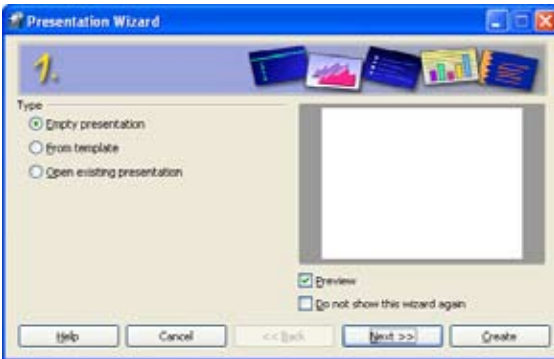 Presentation Wizard
1.
Type
Empty presentation
From template
Open existing presentation
Preview
Do not show this wizard again
Help
Cancel
<< Back
Next >>
Create